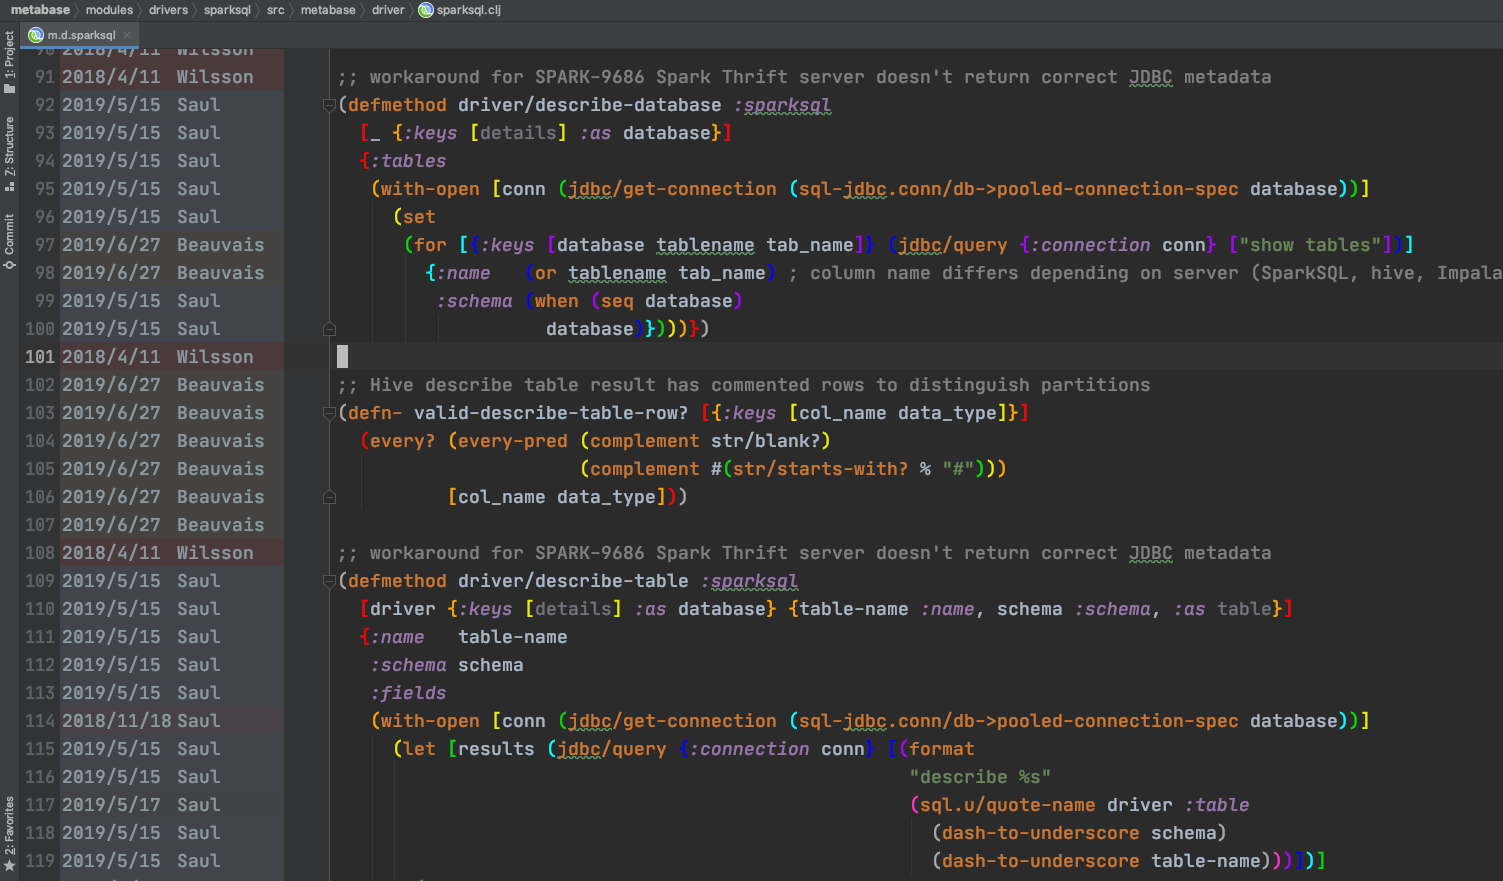 metabase modules drivers sparksql src metabase driver sparksql.clj
m.d.sparksql
1: Project
Z: Structure
Commit
2: Favorites
90 2018/4/11 Wilsson
91 2018/4/11 Wilsson ;; workaround for SPARK-9686 Spark Thrift server doesn't return correct JDBC metadata
92 2019/5/15 Saul (defmethod driver/describe-database :sparksql
93 2019/5/15 Saul [_ {:keys [details] :as database}]
94 2019/5/15 Saul {:tables
95 2019/5/15 Saul (with-open [conn (jdbc/get-connection (sql-jdbc.conn/db->pooled-connection-spec database))]
96 2019/5/15 Saul (set
97 2019/6/27 Beauvais (for [{:keys [database tablename tab_name]} (jdbc/query {:connection conn} ["show tables"])]
98 2019/6/27 Beauvais {:name (or tablename tab_name) ; column name differs depending on server (SparkSQL, hive, Impala
99 2019/5/15 Saul :schema (when (seq database)
100 2019/5/15 Saul database)}))))})
101 2018/4/11 Wilsson
102 2019/6/27 Beauvais ;; Hive describe table result has commented rows to distinguish partitions
103 2019/6/27 Beauvais (defn- valid-describe-table-row? [{:keys [col_name data_type]}]
104 2019/6/27 Beauvais (every? (every-pred (complement str/blank?)
105 2019/6/27 Beauvais (complement #(str/starts-with? % "#")))
106 2019/6/27 Beauvais [col_name data_type]))
107 2019/6/27 Beauvais
108 2018/4/11 Wilsson ;; workaround for SPARK-9686 Spark Thrift server doesn't return correct JDBC metadata
109 2019/5/15 Saul (defmethod driver/describe-table :sparksql
110 2019/5/15 Saul [driver {:keys [details] :as database} {table-name :name, schema :schema, :as table}]
111 2019/5/15 Saul {:name table-name
112 2019/5/15 Saul :schema schema
113 2019/5/15 Saul :fields
114 2018/11/18 Saul (with-open [conn (jdbc/get-connection (sql-jdbc.conn/db->pooled-connection-spec database))]
115 2019/5/15 Saul (let [results (jdbc/query {:connection conn} [(format
116 2019/5/15 Saul "describe %s"
117 2019/5/17 Saul (sql.u/quote-name driver :table
118 2019/5/15 Saul (dash-to-underscore schema)
119 2019/5/15 Saul (dash-to-underscore table-name)))])]